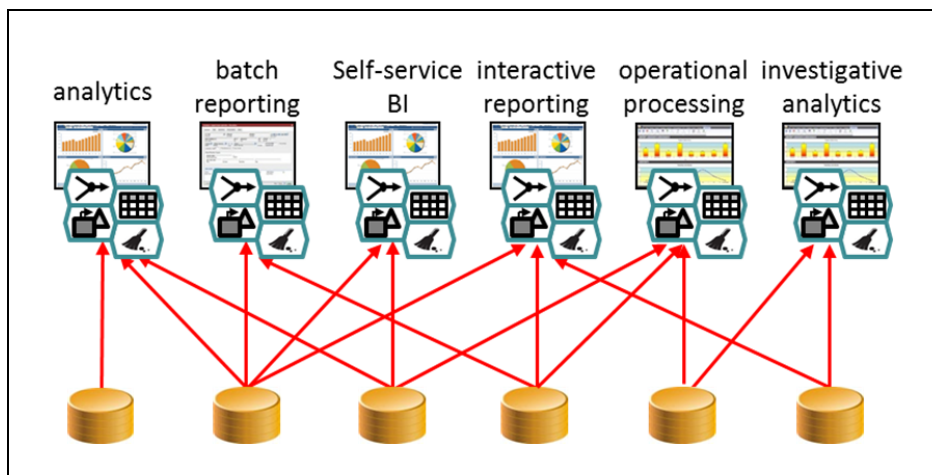 analytics
batch
reporting
Self-service
BI
interactive
reporting
operational
processing
investigative
analytics